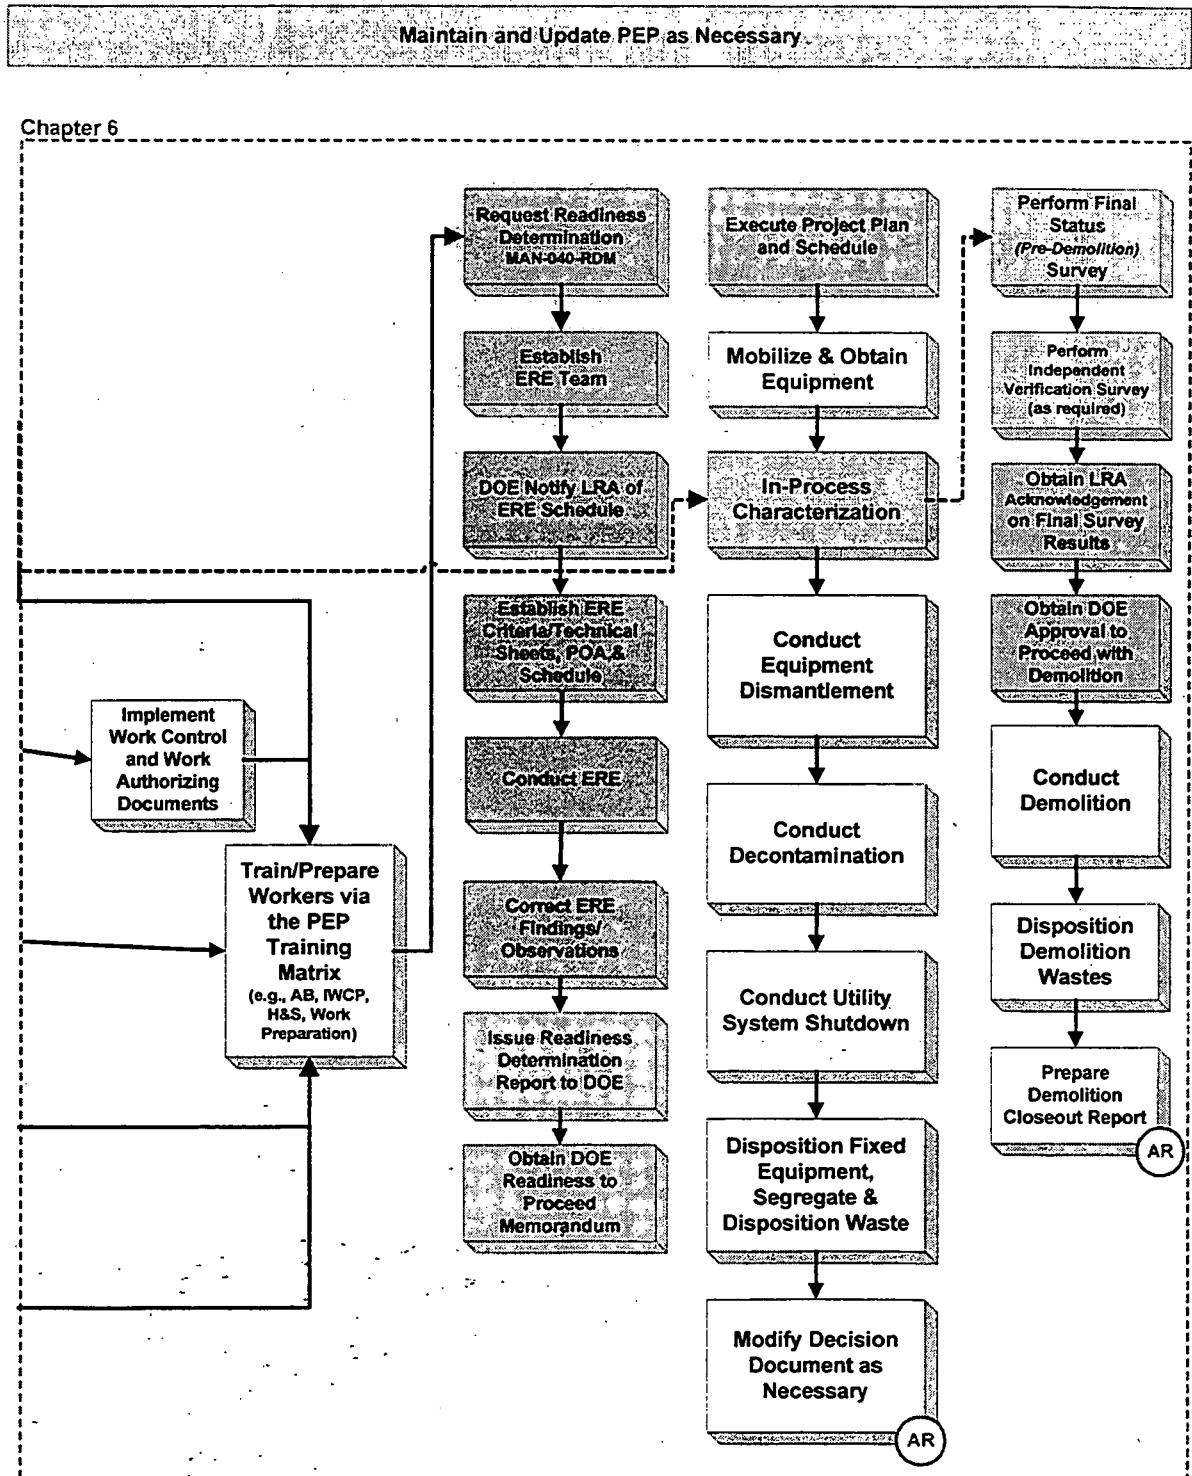 Maintain and Update PEP as Necessary
Chapter 6
Implement
Work Control
and Work
Authorizing
Documents
Train/Prepare
Workers via
the PEP
Training
Matrix
(e.g., AB, IWCP,
H&S, Work
Preparation)
Request Readiness
Determination
MAN-040-RDM
Establish
ERE Team
DOE Notify LRA of
ERE Schedule
Establish ERE
Criteria/Technical
Sheets, POA,&
Schedule
Conduct ERE
Correct ERE
Findings/
Observations
Issue Readiness
Determination
Report to DOE
Obtain DOE
Readiness to
Proceed
Memorandum
Execute Project Plan
and Schedule
Mobilize & Obtain
Equipment
In-Process
Characterization
Conduct
Equipment
Dismantlement
Conduct
Decontamination
Conduct Utility
System Shutdown
Disposition Fixed
Equipment,
Segregate &
Disposition Waste
Modify Decision
Document as
Necessary
AR
Perform Final
Status
(Pre-Demolition)
Survey
Perform
Independent
Verification Survey
(as required)
Obtain LRA
Acknowledgement
on Final Survey
Results
Obtain DOE
Approval to
Proceed with
Demolition
Conduct
Demolition
Disposition
Demolition
Wastes
Prepare
Demolition
Closeout Report
AR